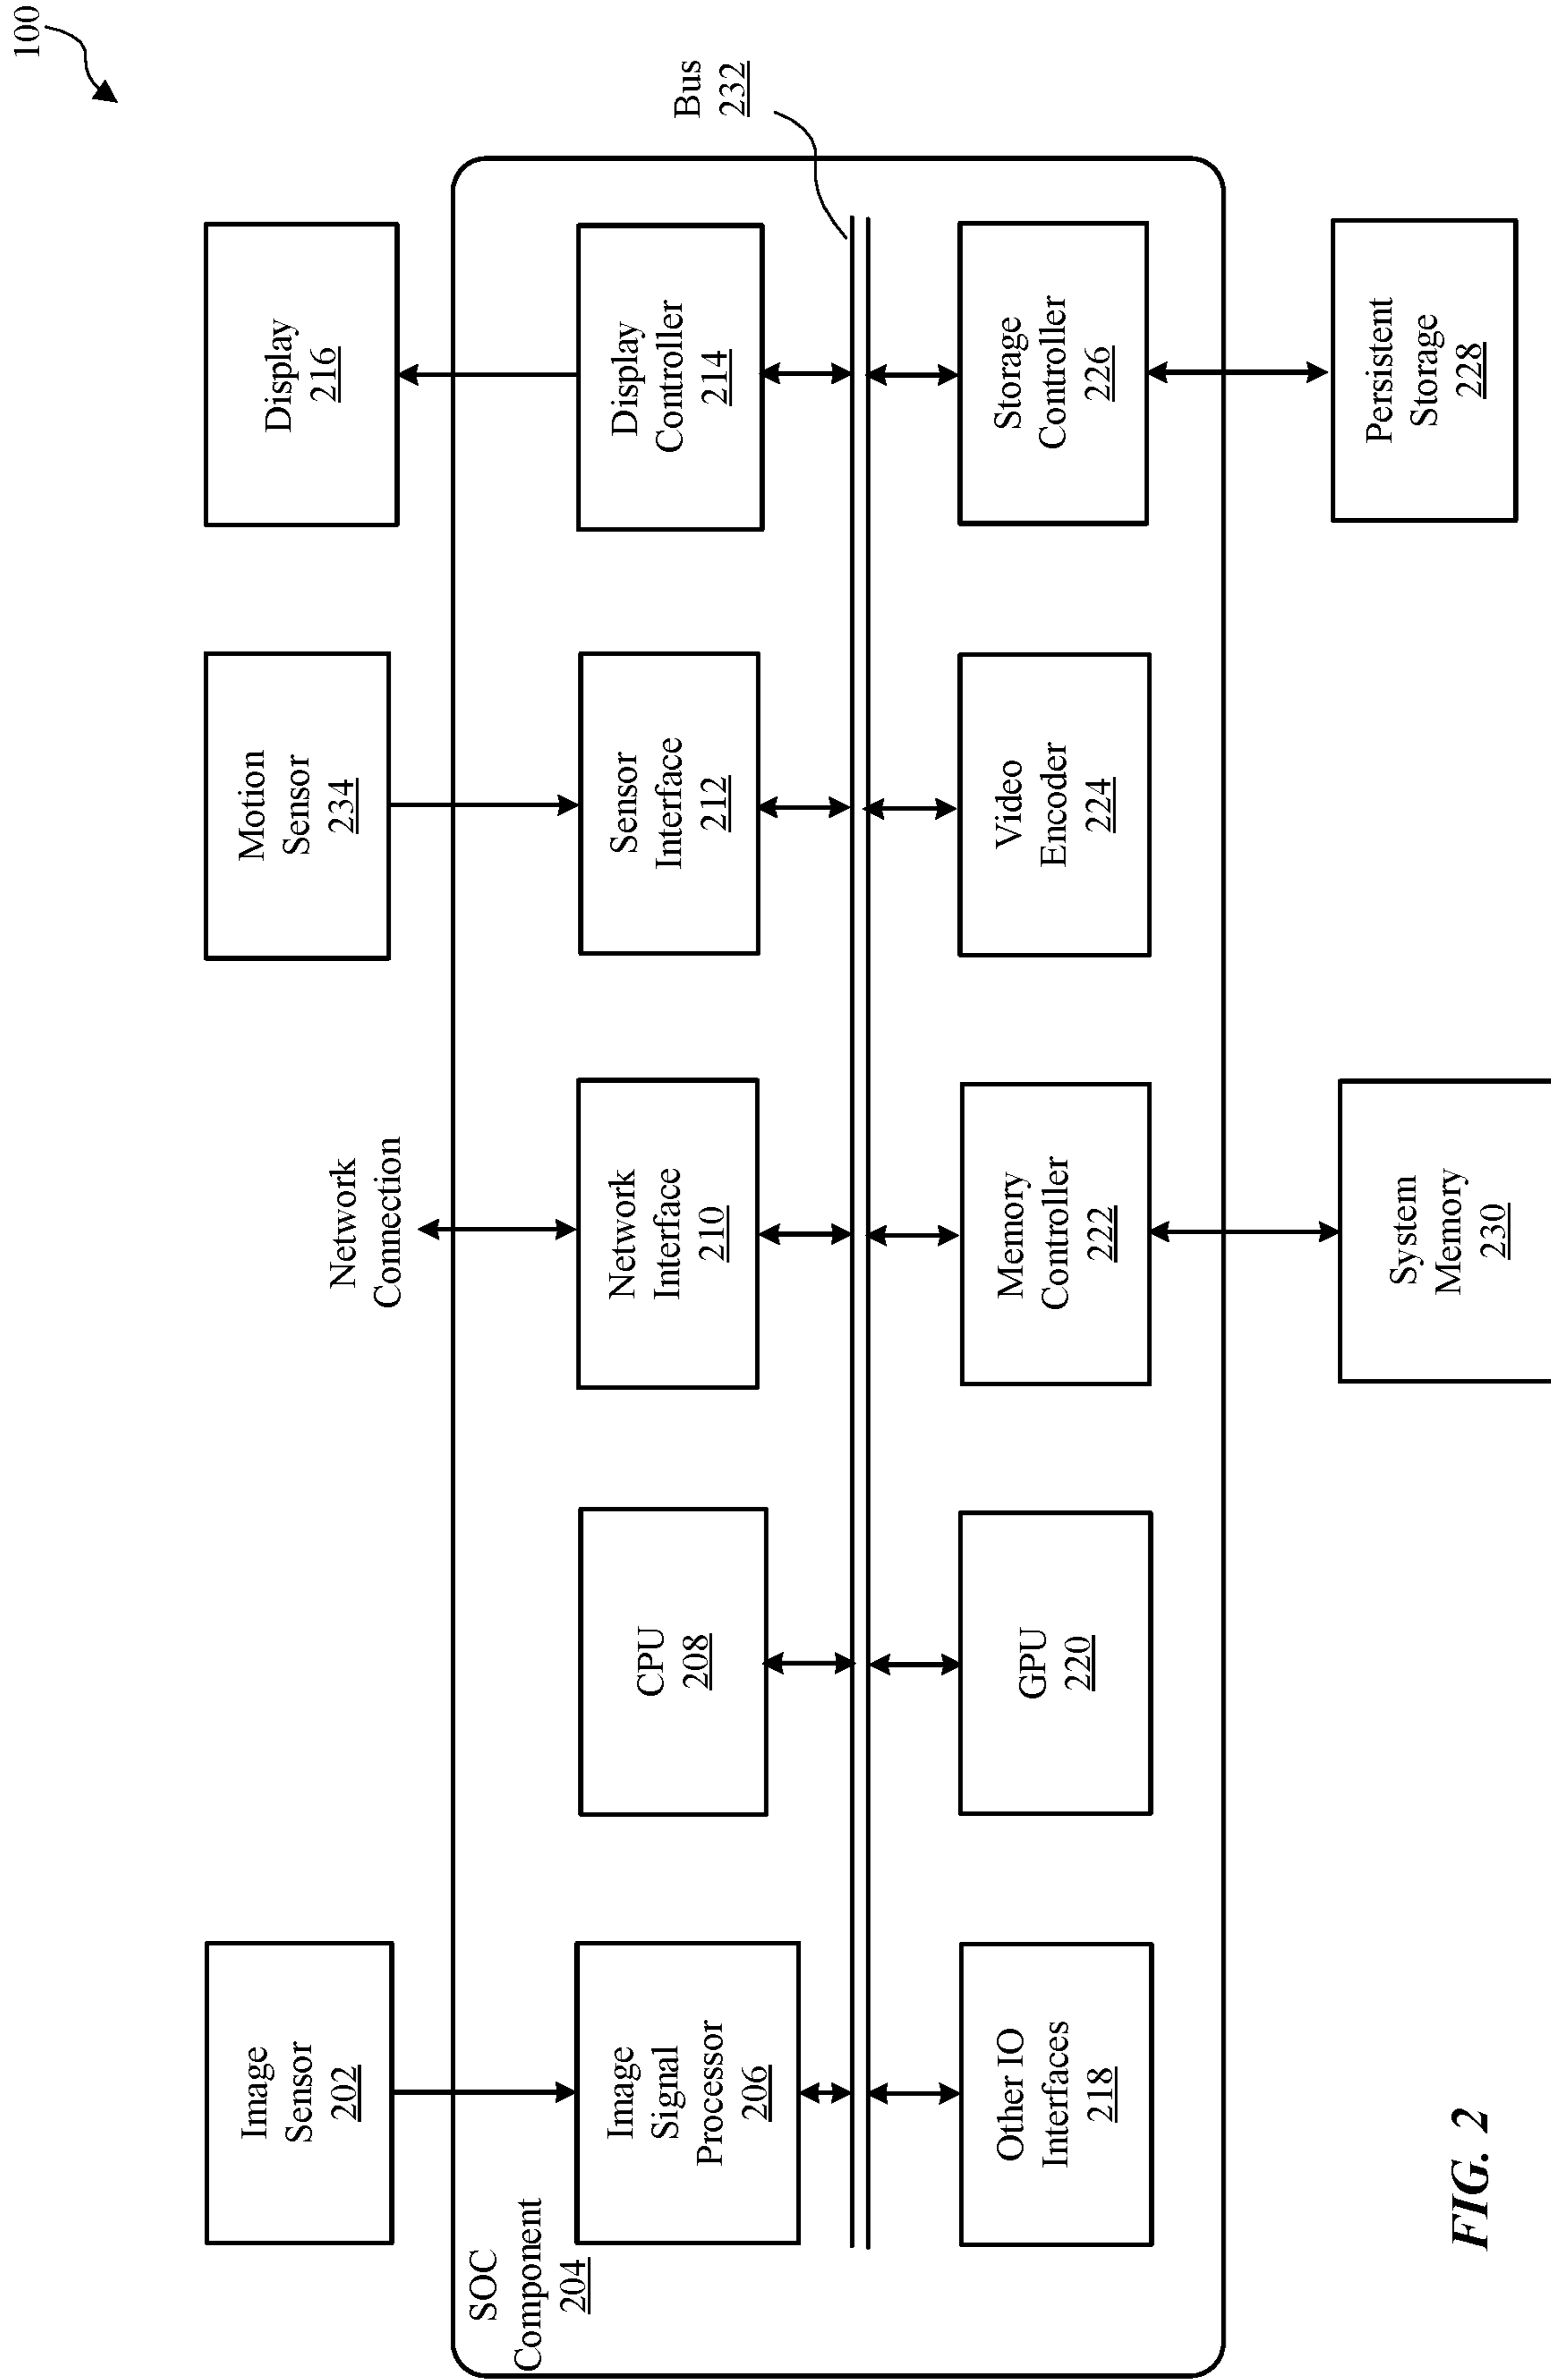 100
Image
Sensor
202
Network
Connection
Motion
Sensor
234
Display
216
SOC
Component
204
Image
Signal
Processor
206
CPU
208
Network
Interface
210
Sensor
Interface
212
Display
Controller
214
Bus
232
Other IO
Interfaces
218
GPU
220
Memory
Controller
222
Video
Encoder
224
Storage
Controller
226
System
Memory
230
Persistent
Storage
228
FIG. 2